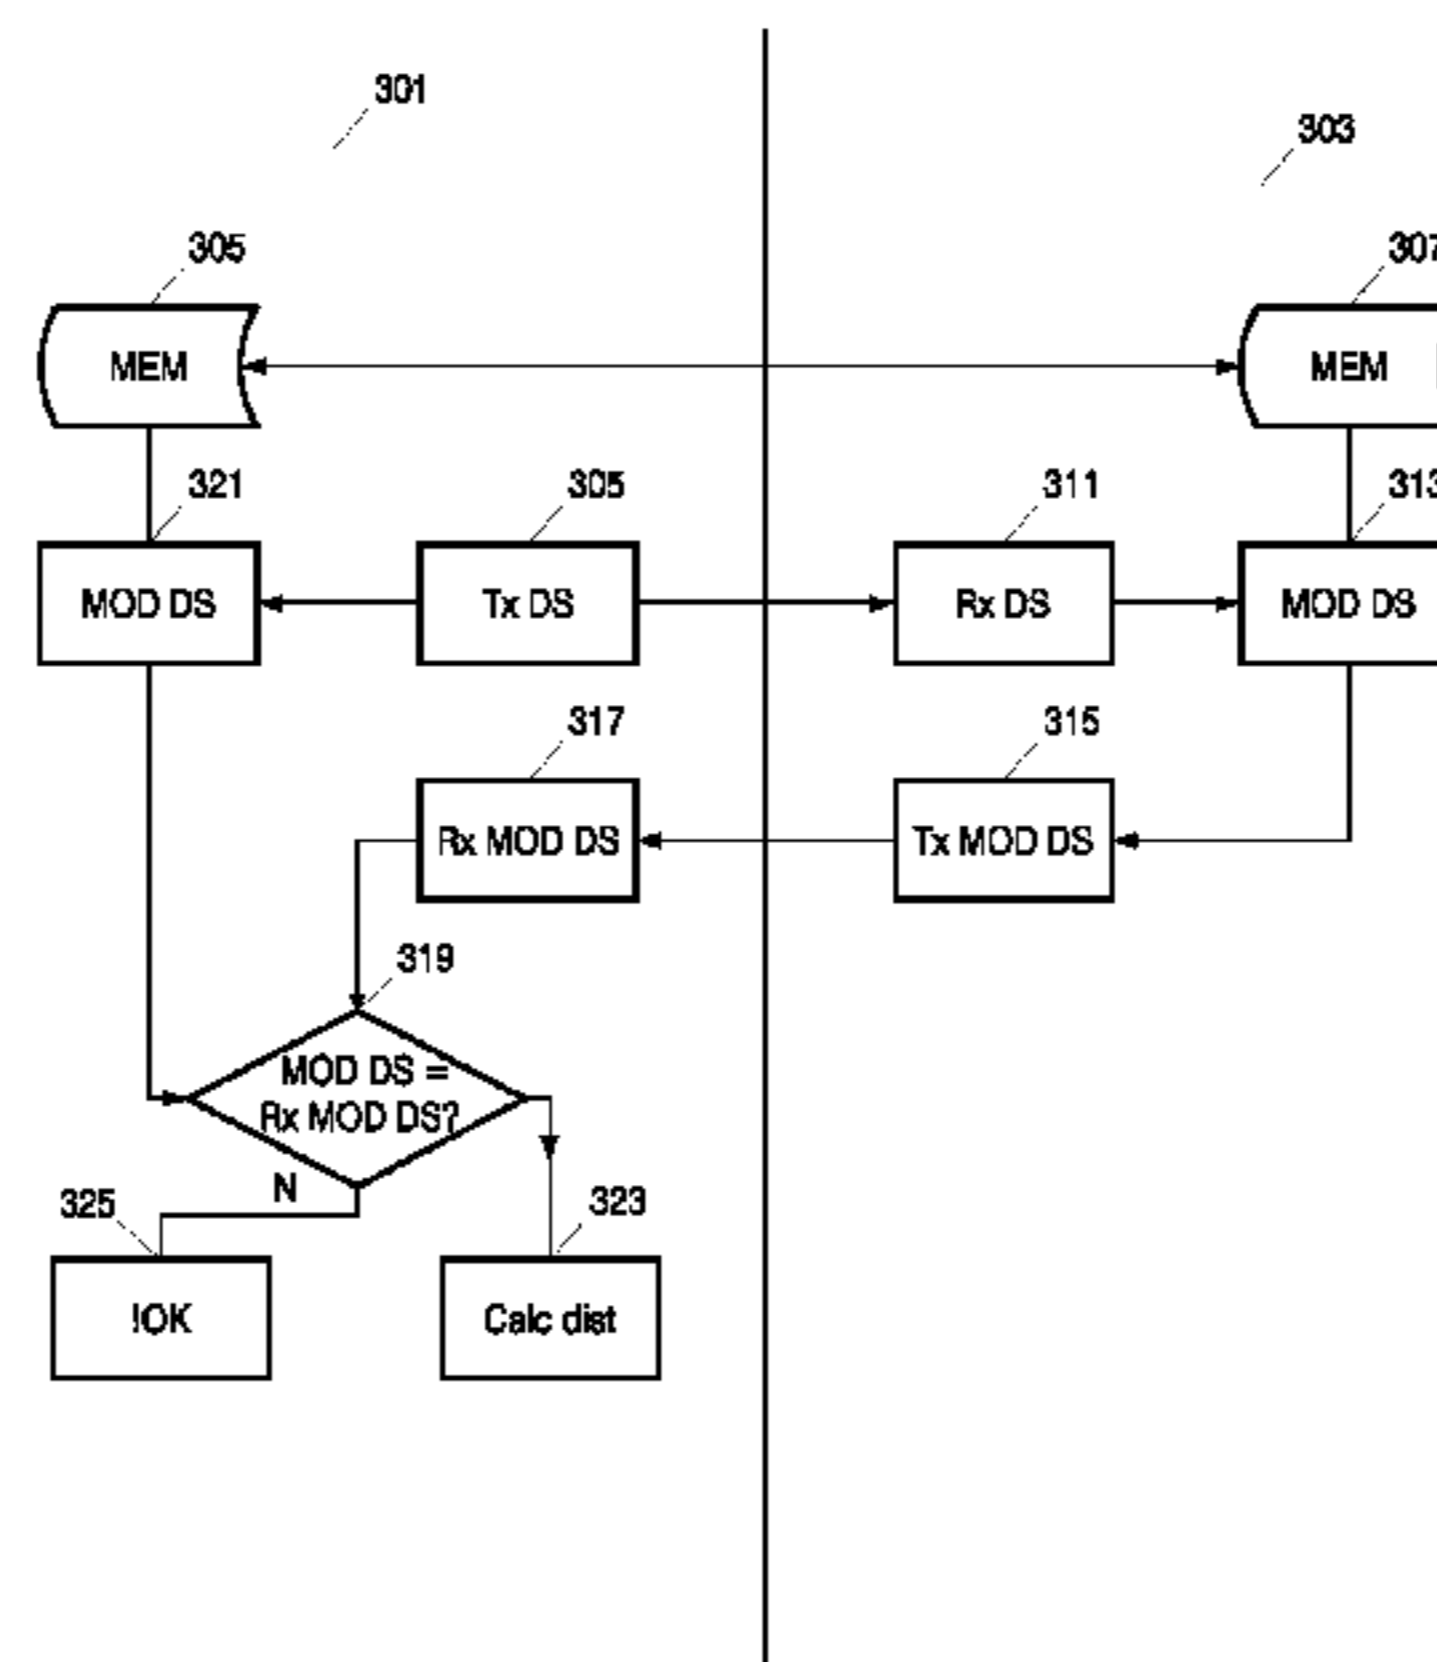 301
303
305
307
MEM
MEM
321
305
311
313
MOD DS
Tx DS
Rx DS
MOD DS
317
315
Rx MOD DS
Tx MOD DS
319
MOD DS =
Rx MOD DS?
N
325
323
!OK
Calc dist